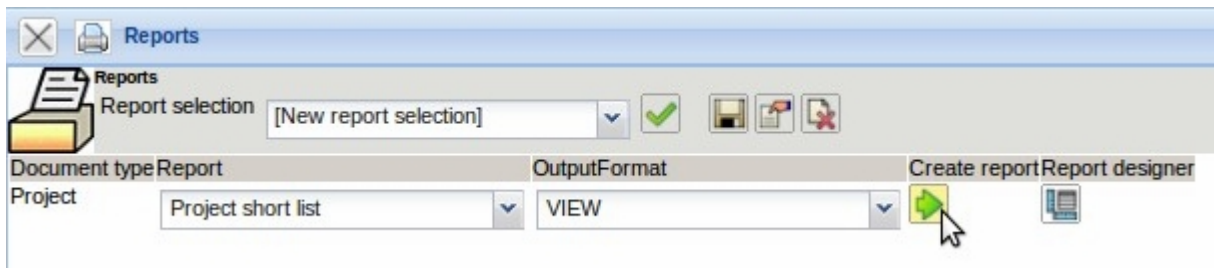 Reports
Reports
Report selection [New report selection]
Document type Report OutputFormat Create report Report designer
Project Project short list VIEW